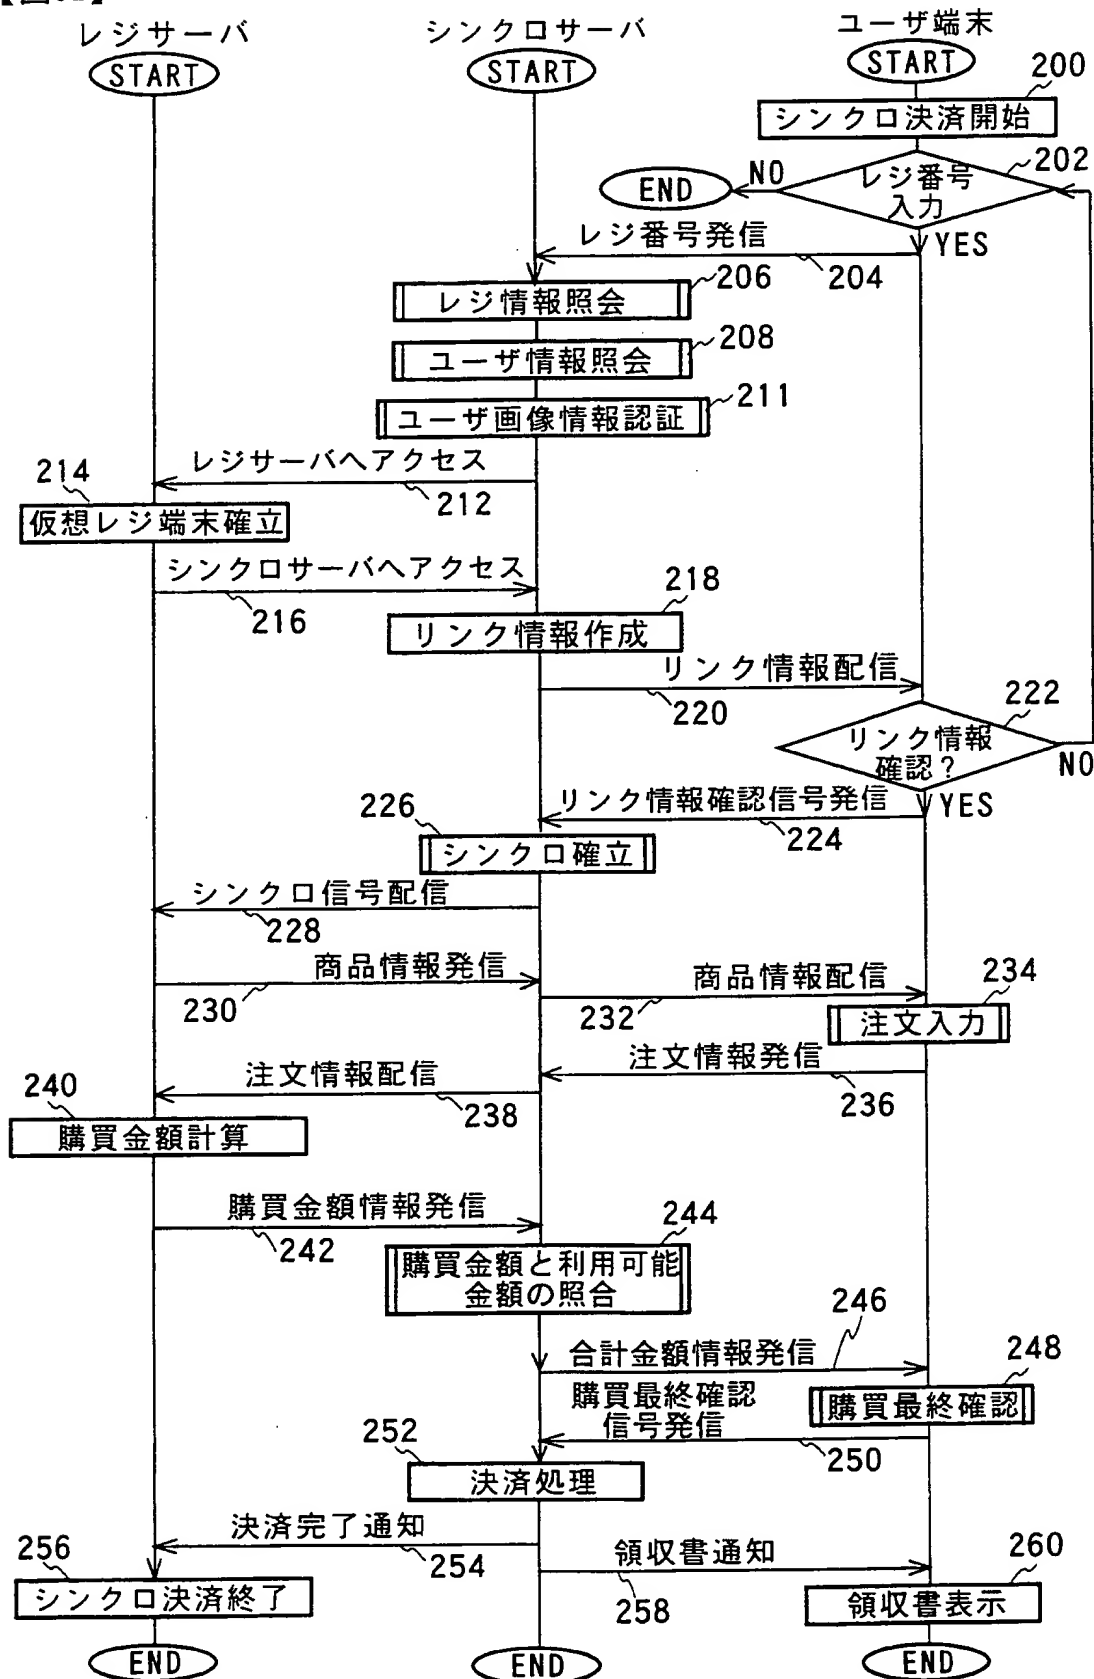 レジサーバ
シンクロサーバ
ユーザ端末
START
START
START
200
シンクロ決済開始
202
レジ番号
入力
NO
END
YES
レジ番号発信
204
206
レジ情報照会
208
ユーザ情報照会
211
ユーザ画像情報認証
レジサーバへアクセス
212
214
仮想レジ端末確立
シンクロサーバへアクセス
216
218
リンク情報作成
リンク情報配信
220
222
リンク情報
確認?
NO
YES
リンク情報確認信号発信
224
226
シンクロ確立
シンクロ信号配信
228
商品情報発信
230
商品情報配信
232
234
注文入力
注文情報発信
236
注文情報配信
238
240
購買金額計算
購買金額情報発信
242
244
購買金額と利用可能
金額の照合
246
合計金額情報発信
248
購買最終確認
購買最終確認
信号発信
250
252
決済処理
決済完了通知
254
256
シンクロ決済終了
領収書通知
258
260
領収書表示
END
END
END